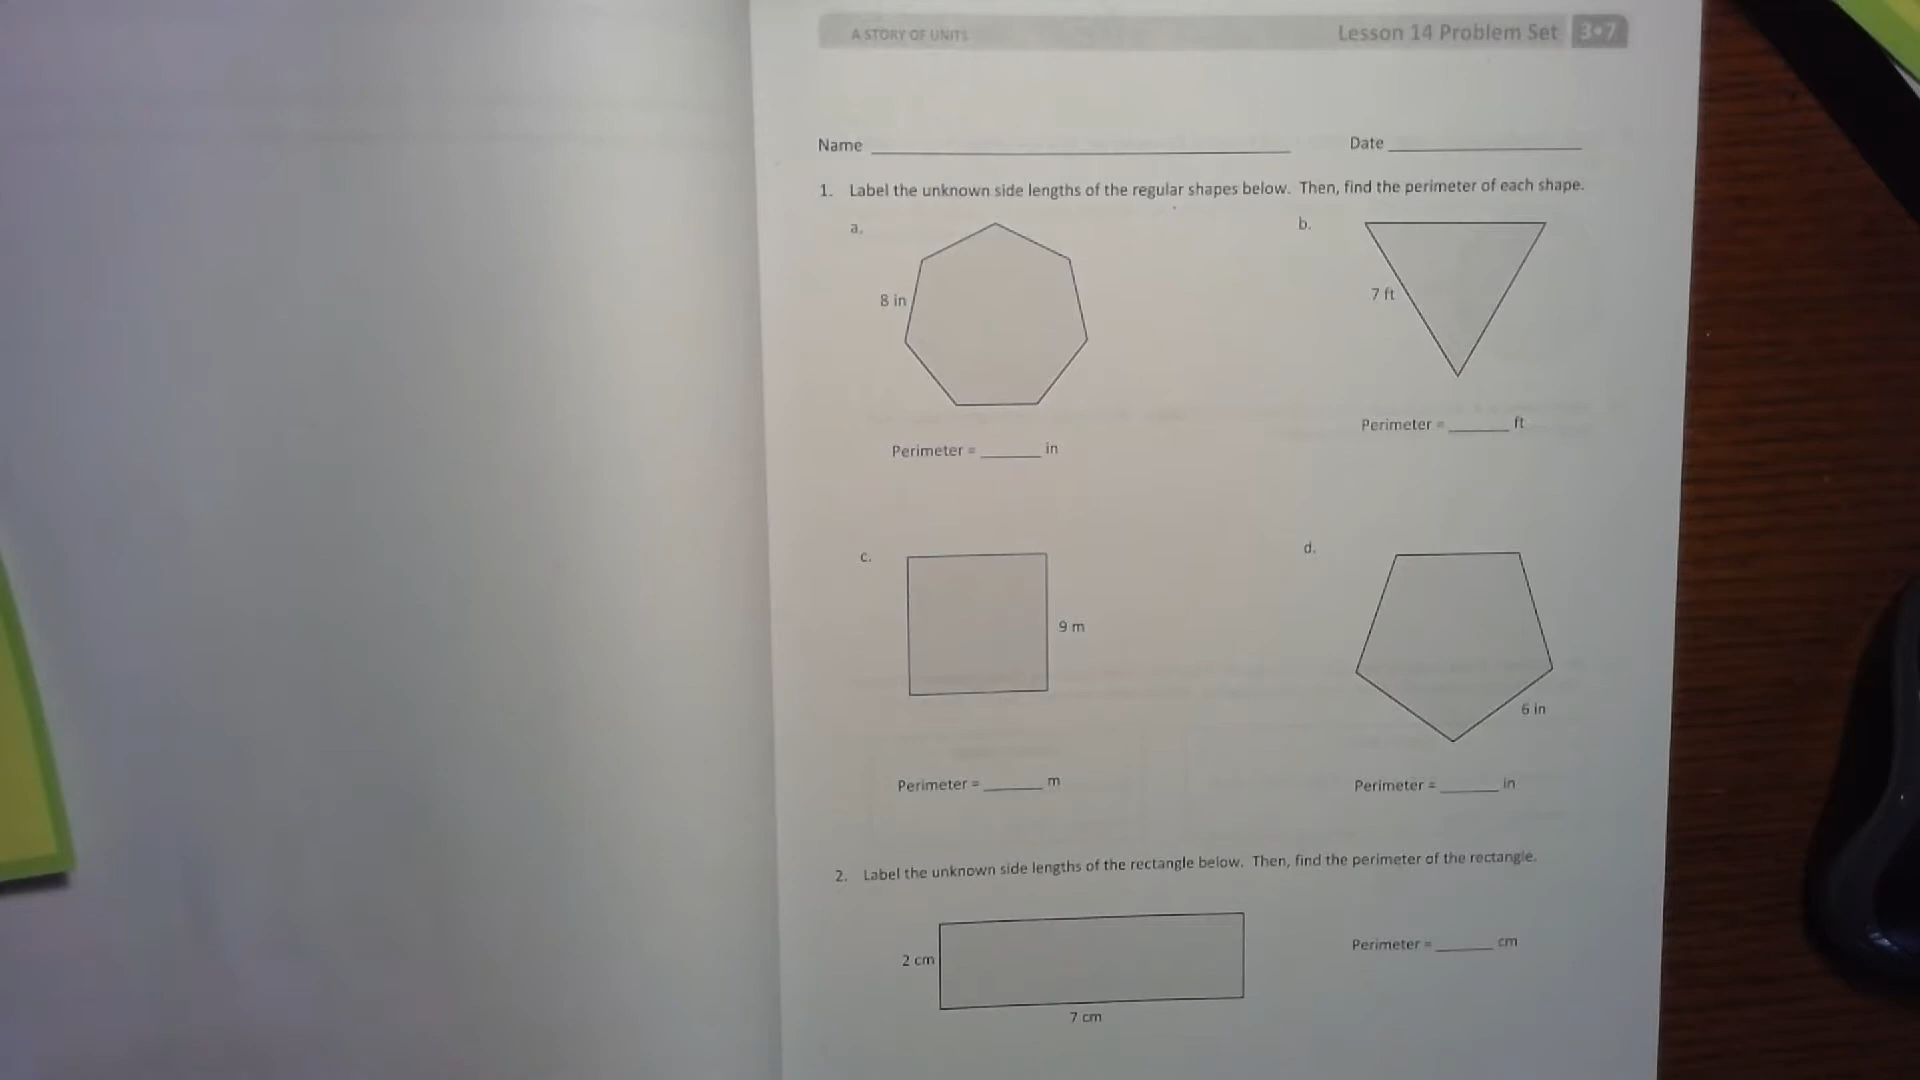 A STORY OF UNITS
Lesson 14 Problem Set 3•7
Name
Date
1. Label the unknown side lengths of the regular shapes below. Then, find the perimeter of each shape.
a.
b.
8 in
7 ft
Perimeter = ______ in
Perimeter = ______ ft
c.
d.
9 m
6 in
Perimeter = ______ m
Perimeter = ______ in
2. Label the unknown side lengths of the rectangle below. Then, find the perimeter of the rectangle.
2 cm
Perimeter = ______ cm
7 cm